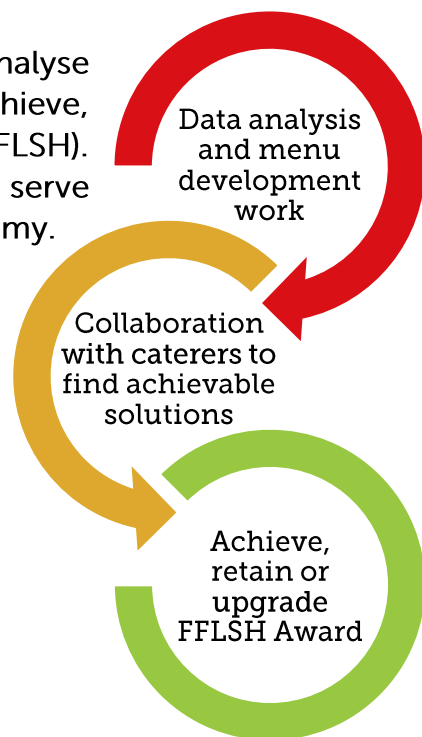 nalyse
hieve,
FLSH).
serve
my.
Data analysis
and menu
development
work
Collaboration
with caterers to
find achievable
solutions
Achieve,
retain or
upgrade
FFLSH Award